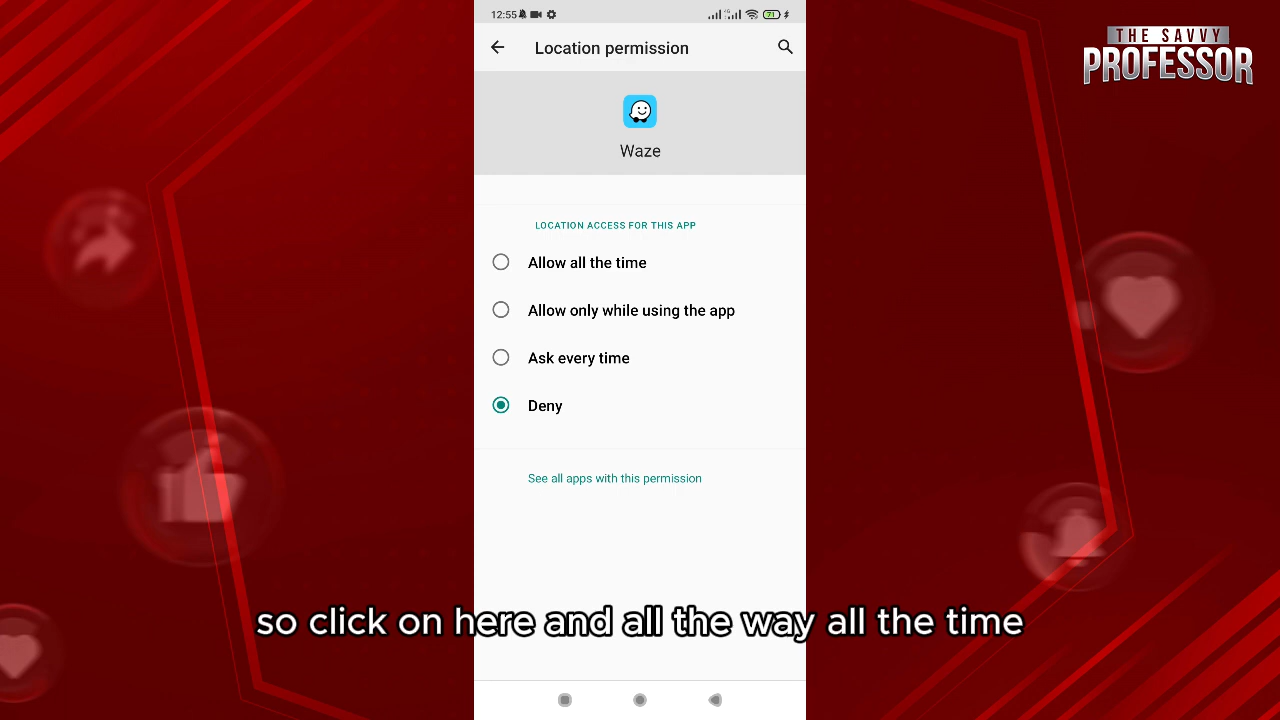 12:55
71
THE SAVVY
PROFESSOR
Location permission
Waze
LOCATION ACCESS FOR THIS APP
Allow all the time
Allow only while using the app
Ask every time
Deny
See all apps with this permission
so click on here and all the way all the time